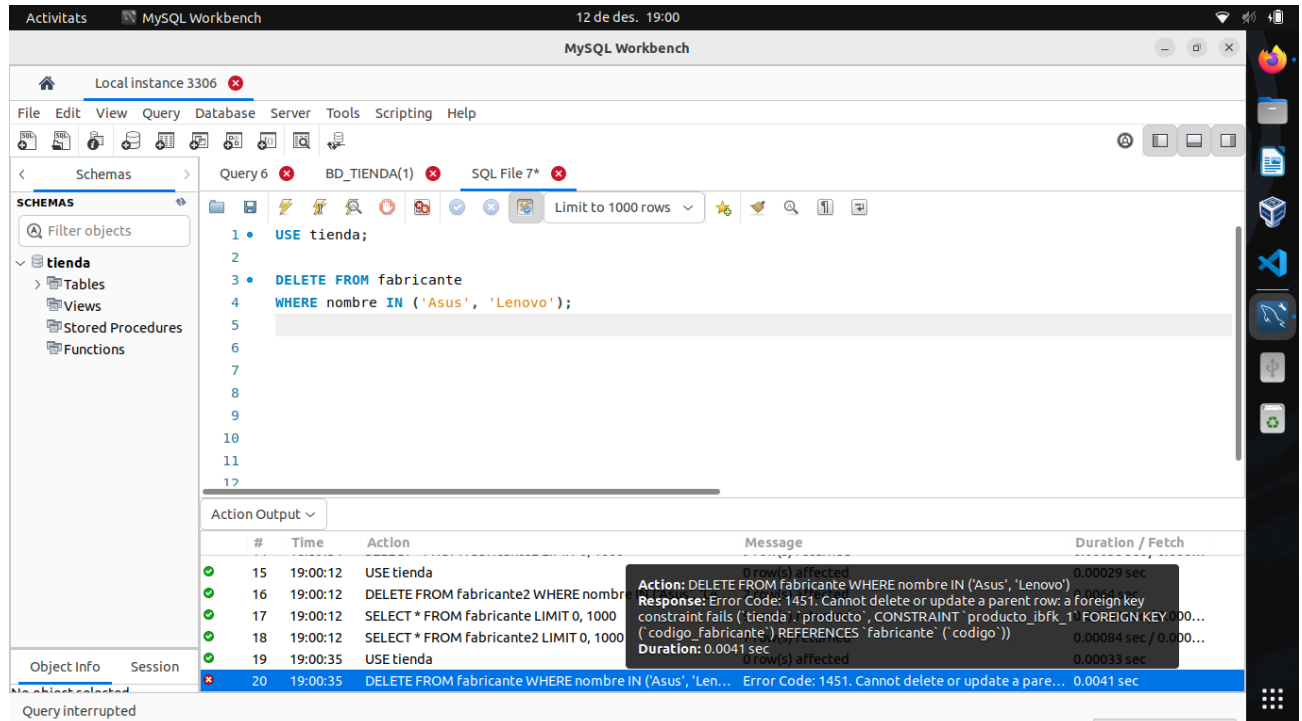 Activitats MySQL Workbench 12 de des. 19:00
MySQL Workbench
Local instance 3306
File Edit View Query Database Server Tools Scripting Help
Schemas
Query 6 BD_TIENDA(1) SQL File 7*
SCHEMAS
Limit to 1000 rows
Filter objects
tienda
Tables
Views
Stored Procedures
Functions
1 USE tienda;
2
3 DELETE FROM fabricante
4 WHERE nombre IN ('Asus', 'Lenovo');
5
6
7
8
9
10
11
12
Action Output
# Time Action Message Duration / Fetch
15 19:00:12 USE tienda 0 row(s) affected 0.00029 sec
16 19:00:12 DELETE FROM fabricante2 WHERE nombre
17 19:00:12 SELECT * FROM fabricante LIMIT 0, 1000 000...
18 19:00:12 SELECT * FROM fabricante2 LIMIT 0, 1000 0.00084 sec / 0.000...
19 19:00:35 USE tienda 0 row(s) affected 0.00033 sec
20 19:00:35 DELETE FROM fabricante WHERE nombre IN ('Asus', 'Len... Error Code: 1451. Cannot delete or update a pare... 0.0041 sec
Action: DELETE FROM fabricante WHERE nombre IN ('Asus', 'Lenovo')
Response: Error Code: 1451. Cannot delete or update a parent row: a foreign key
constraint fails (`tienda`.`producto`, CONSTRAINT `producto_ibfk_1` FOREIGN KEY
(`codigo_fabricante`) REFERENCES `fabricante` (`codigo`))
Duration: 0.0041 sec
Object Info Session
No object selected
Query interrupted